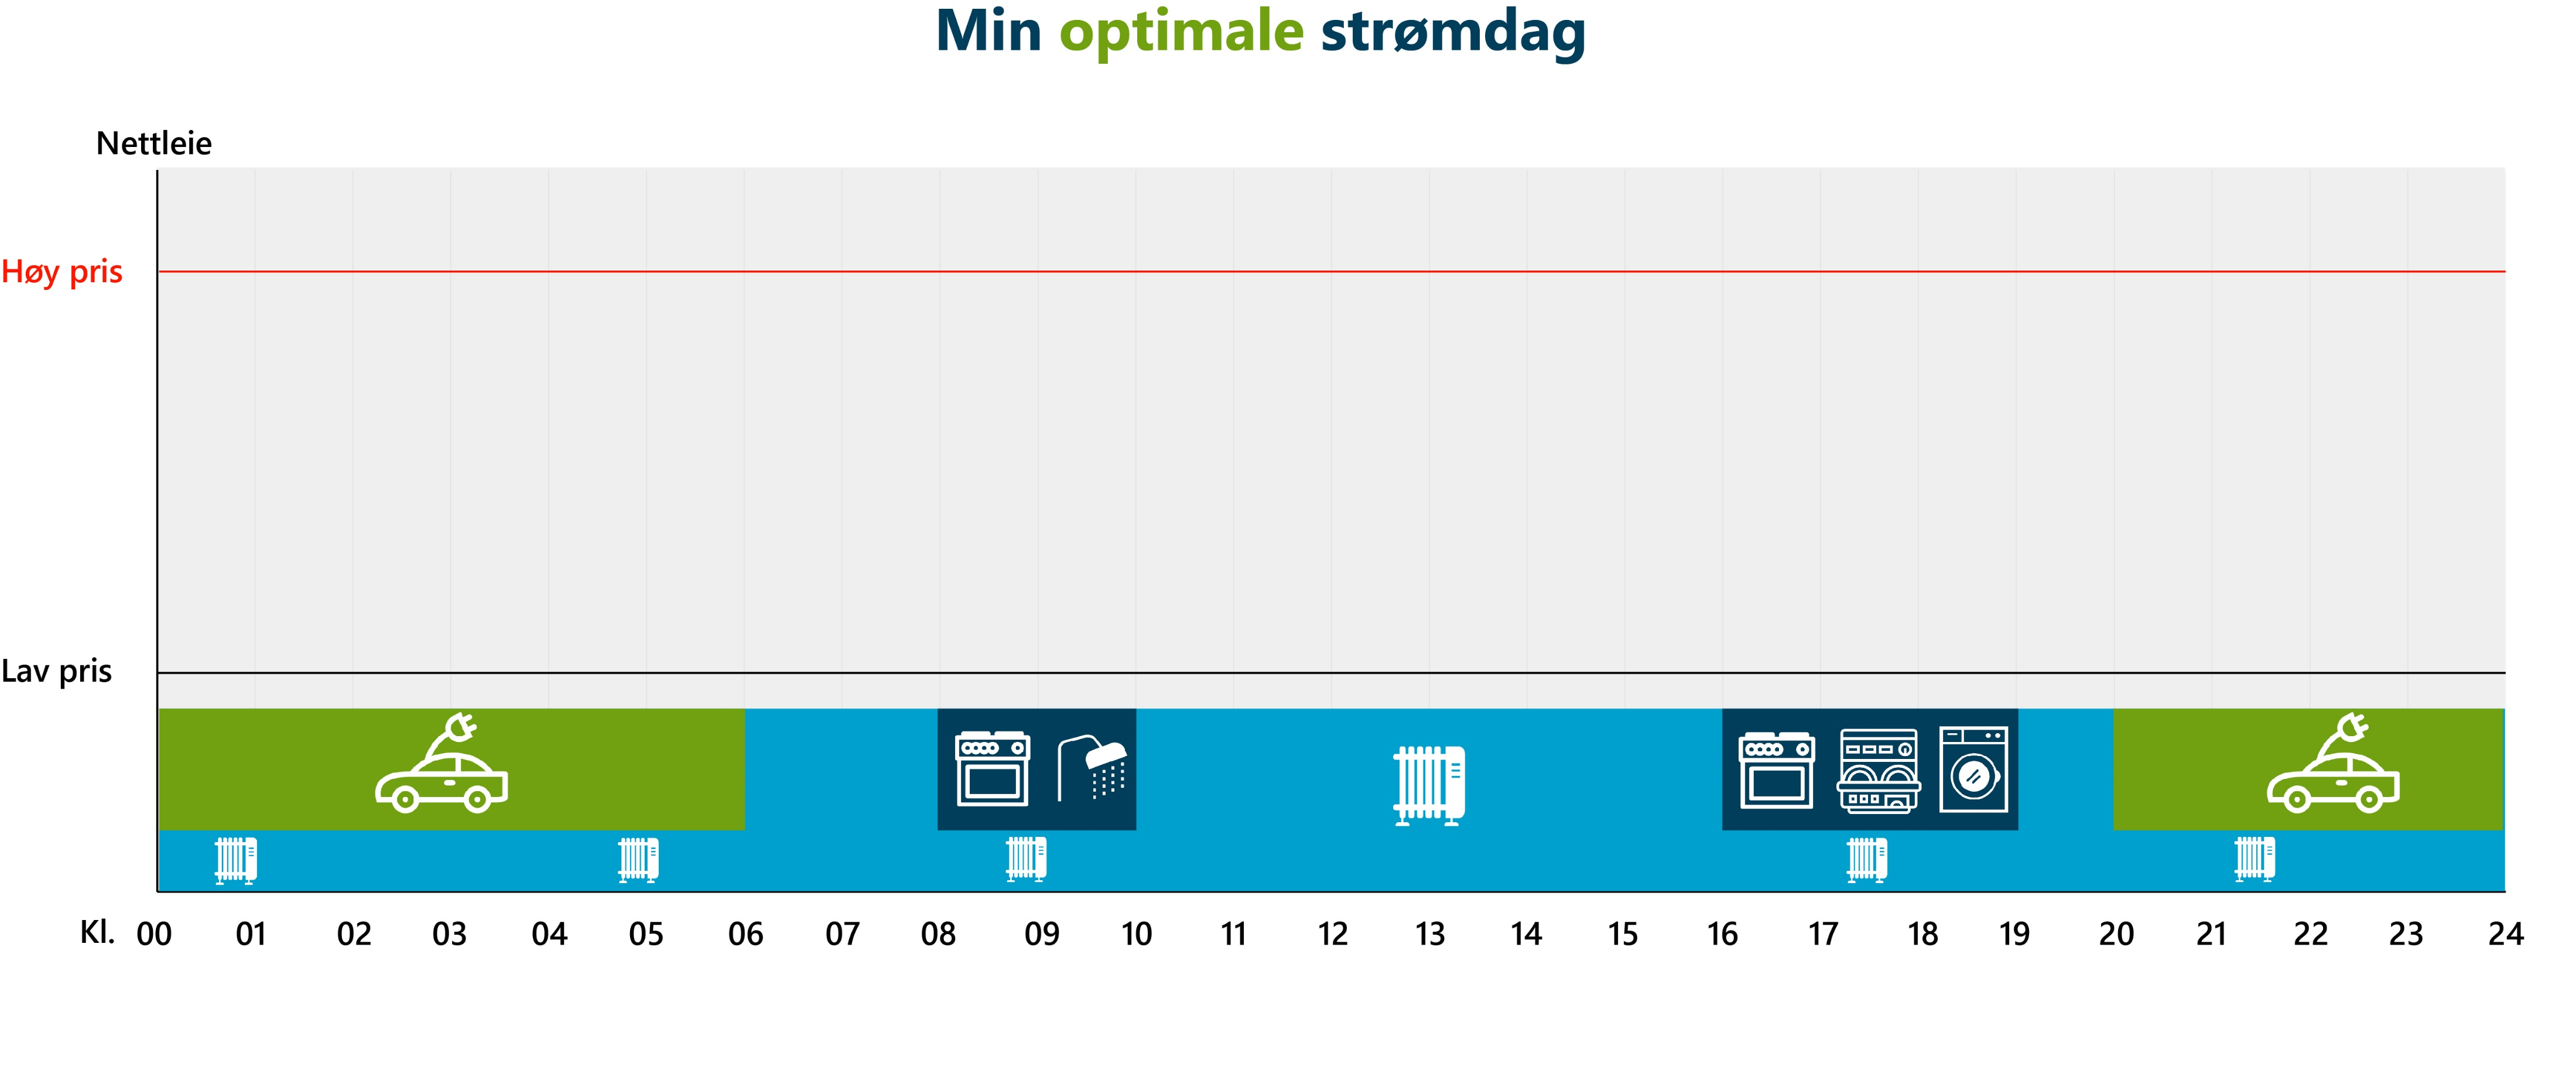 Min optimale strømdag
Nettleie
Høy pris
Lav pris
Kl. 00 01 02 03 04 05 06 07 08 09 10 11 12 13 14 15 16 17 18 19 20 21 22 23 24